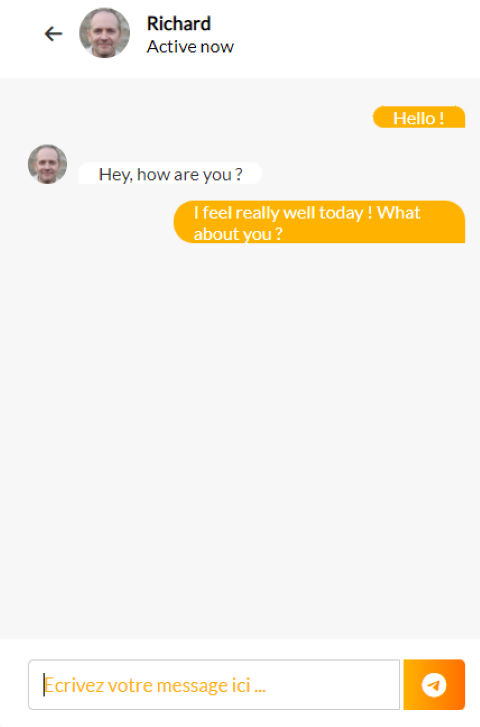 Richard
Active now
Hello !
Hey, how are you ?
I feel really well today ! What
about you ?
Ecrivez votre message ici ...